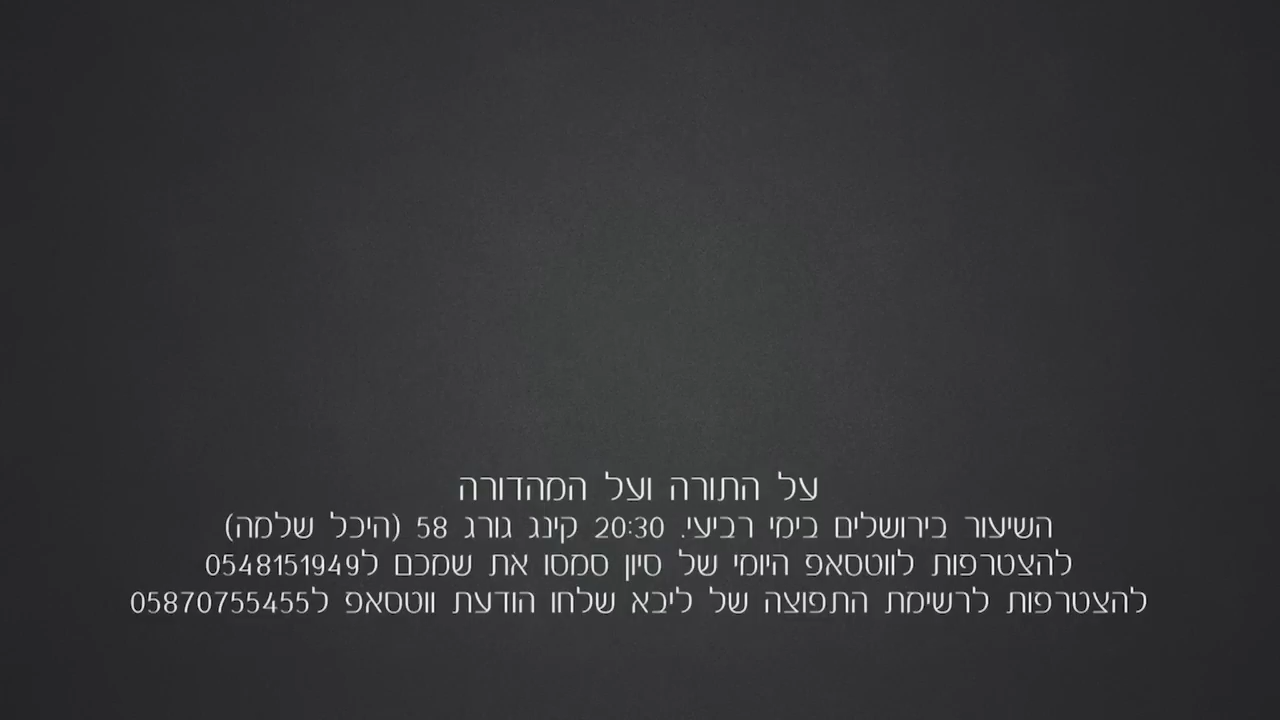 על התורה ועל המהדורה
השיעור בירושלים בימי רביעי. 20:30 קינג גורג 58 (היכל שלמה)
להצטרפות לווטסאפ היומי של סיון סמסו את שמכם ל0548151949
להצטרפות לרשימת התפוצה של ליבא שלחו הודעת ווטסאפ ל05870755455